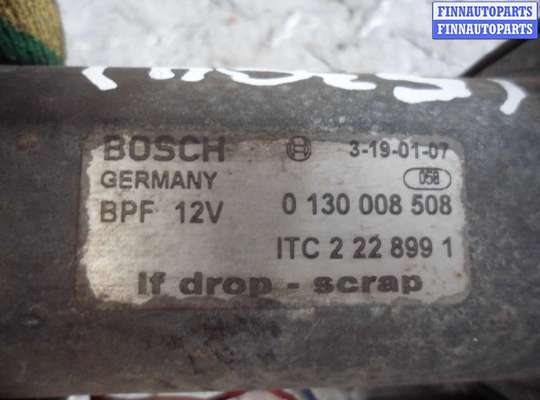 FINNAUTOPARTS
FINNAUTOPARTS
BOSCH 3-19-01-07
GERMANY 058
BPF 12V 0 130 008 508
ITC 2 22 899 1
If drop - scrap